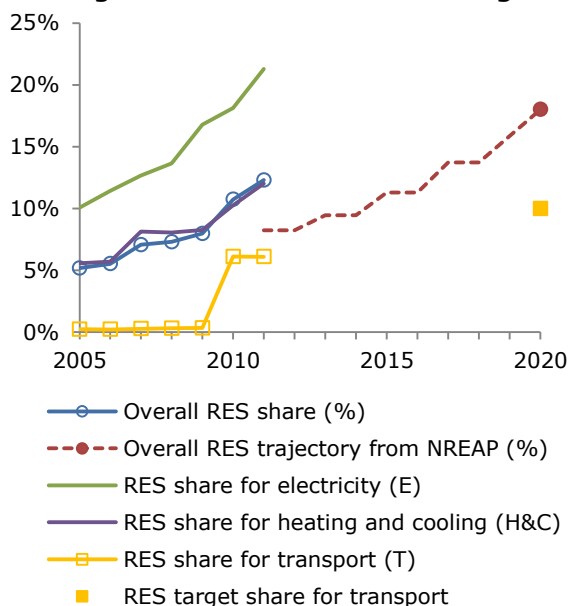 25%
20%
15%
10%
5%
0%
2005 2010 2015 2020
Overall RES share (%)
Overall RES trajectory from NREAP (%)
RES share for electricity (E)
RES share for heating and cooling (H&C)
RES share for transport (T)
RES target share for transport